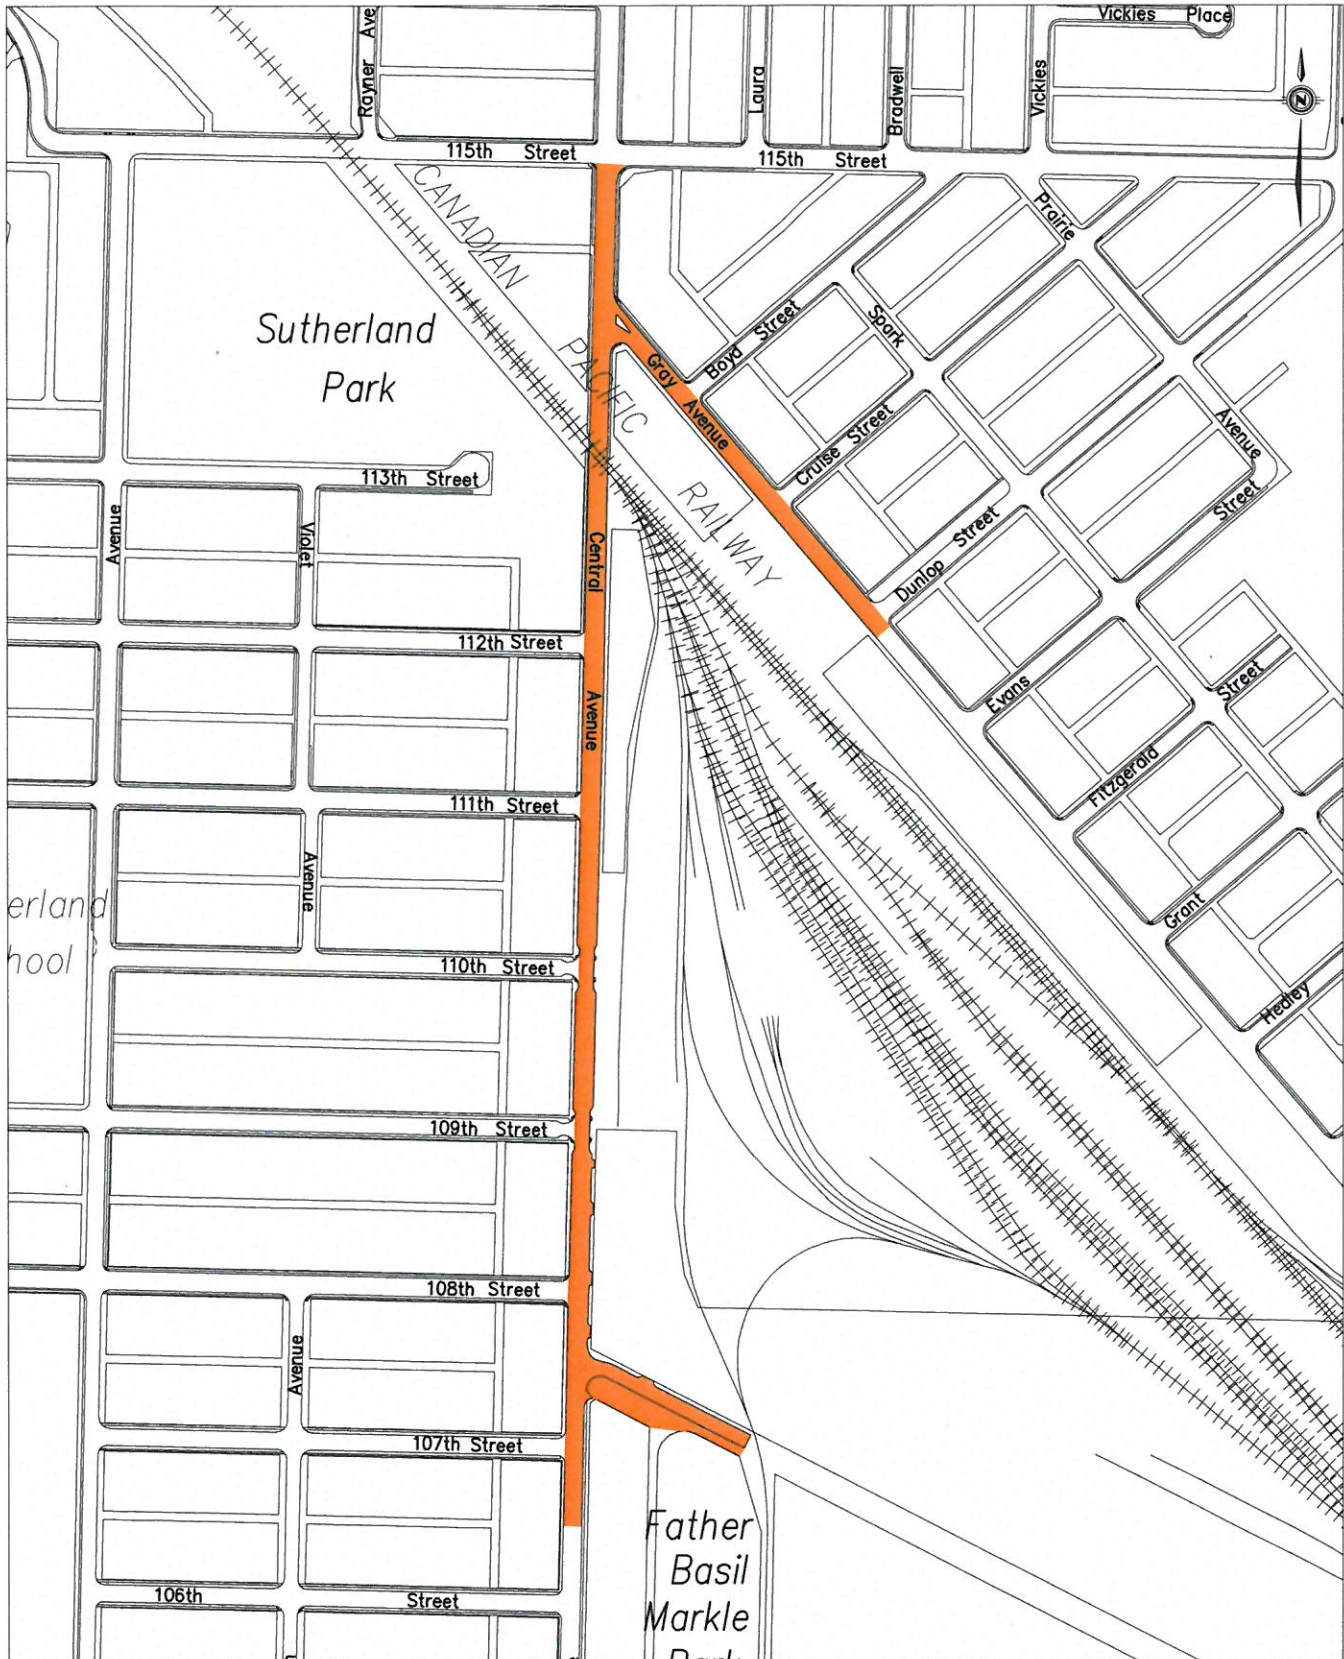 Vickies Place
Rayner Ave
Laura
Bradwell
Vickies
N
115th Street
115th Street
CANADIAN
PACIFIC
RAILWAY
Prairie
Avenue
Sutherland
Park
Boyd Street
Spark
Gray Avenue
Cruise Street
Street
113th Street
Avenue
Violet
Central
Avenue
Dunlop Street
112th Street
Evans
Street
Fitzgerald
111th Street
Avenue
erland
hool
Grant
110th Street
Hedley
109th Street
108th Street
Avenue
107th Street
Father
Basil
Markle
Park
106th Street